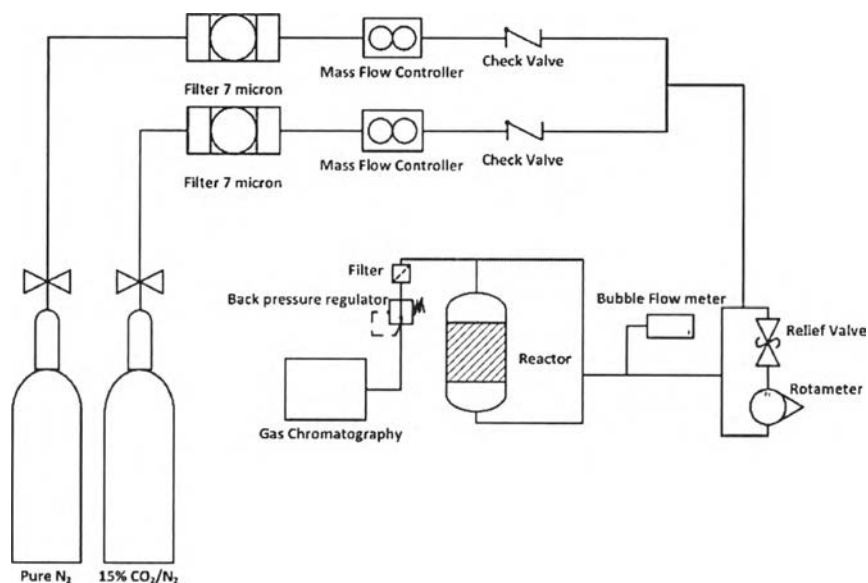 Filter 7 micron
Mass Flow Controller
Check Valve
Filter 7 micron
Mass Flow Controller
Check Valve
Filter
Back pressure regulator
Bubble Flow meter
Relief Valve
Reactor
Rotameter
Gas Chromatography
Pure N₂
15% CO₂/N₂